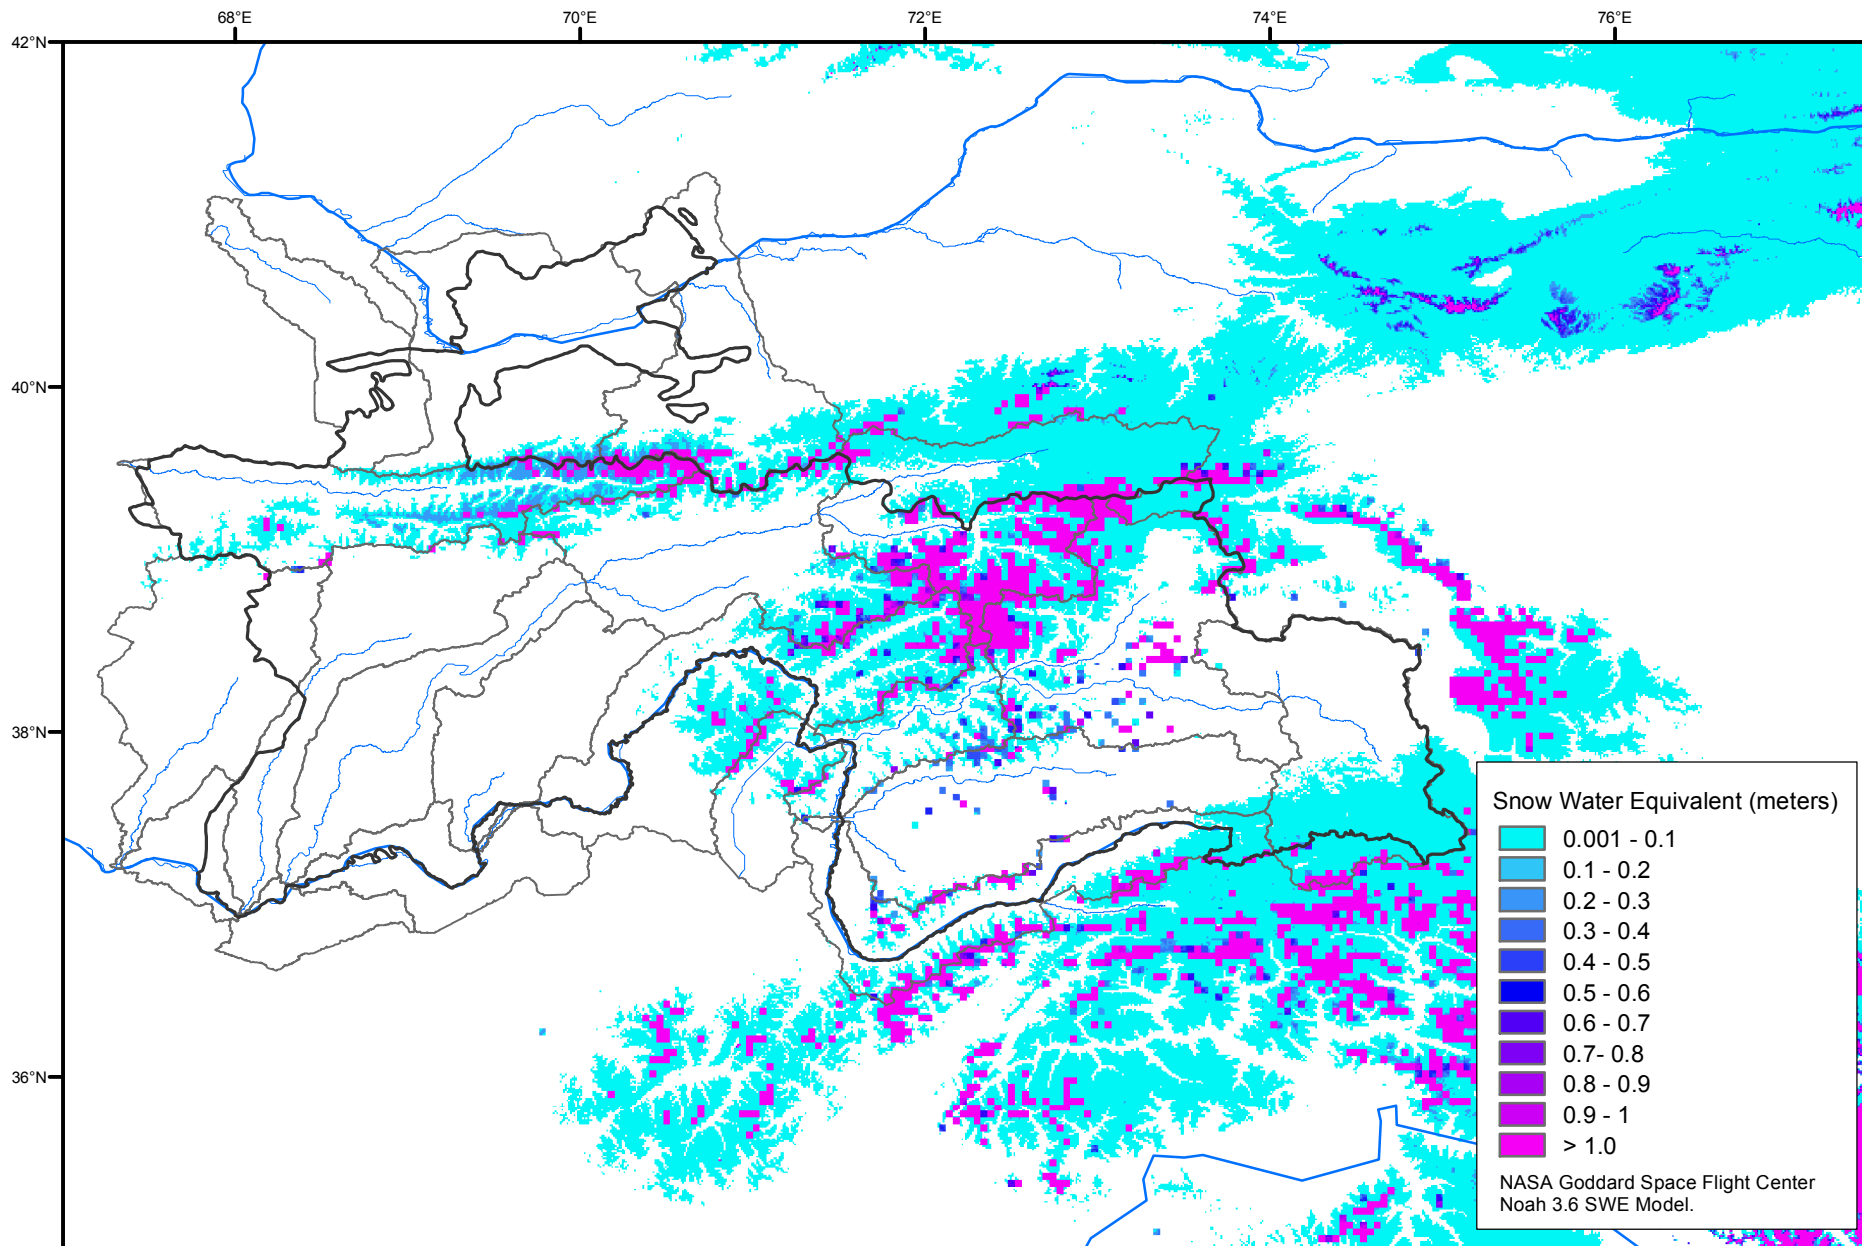 68°E 70°E 72°E 74°E 76°E
42°N
40°N
38°N
36°N
Snow Water Equivalent (meters)
0.001 - 0.1
0.1 - 0.2
0.2 - 0.3
0.3 - 0.4
0.4 - 0.5
0.5 - 0.6
0.6 - 0.7
0.7- 0.8
0.8 - 0.9
0.9 - 1
> 1.0
NASA Goddard Space Flight Center
Noah 3.6 SWE Model.